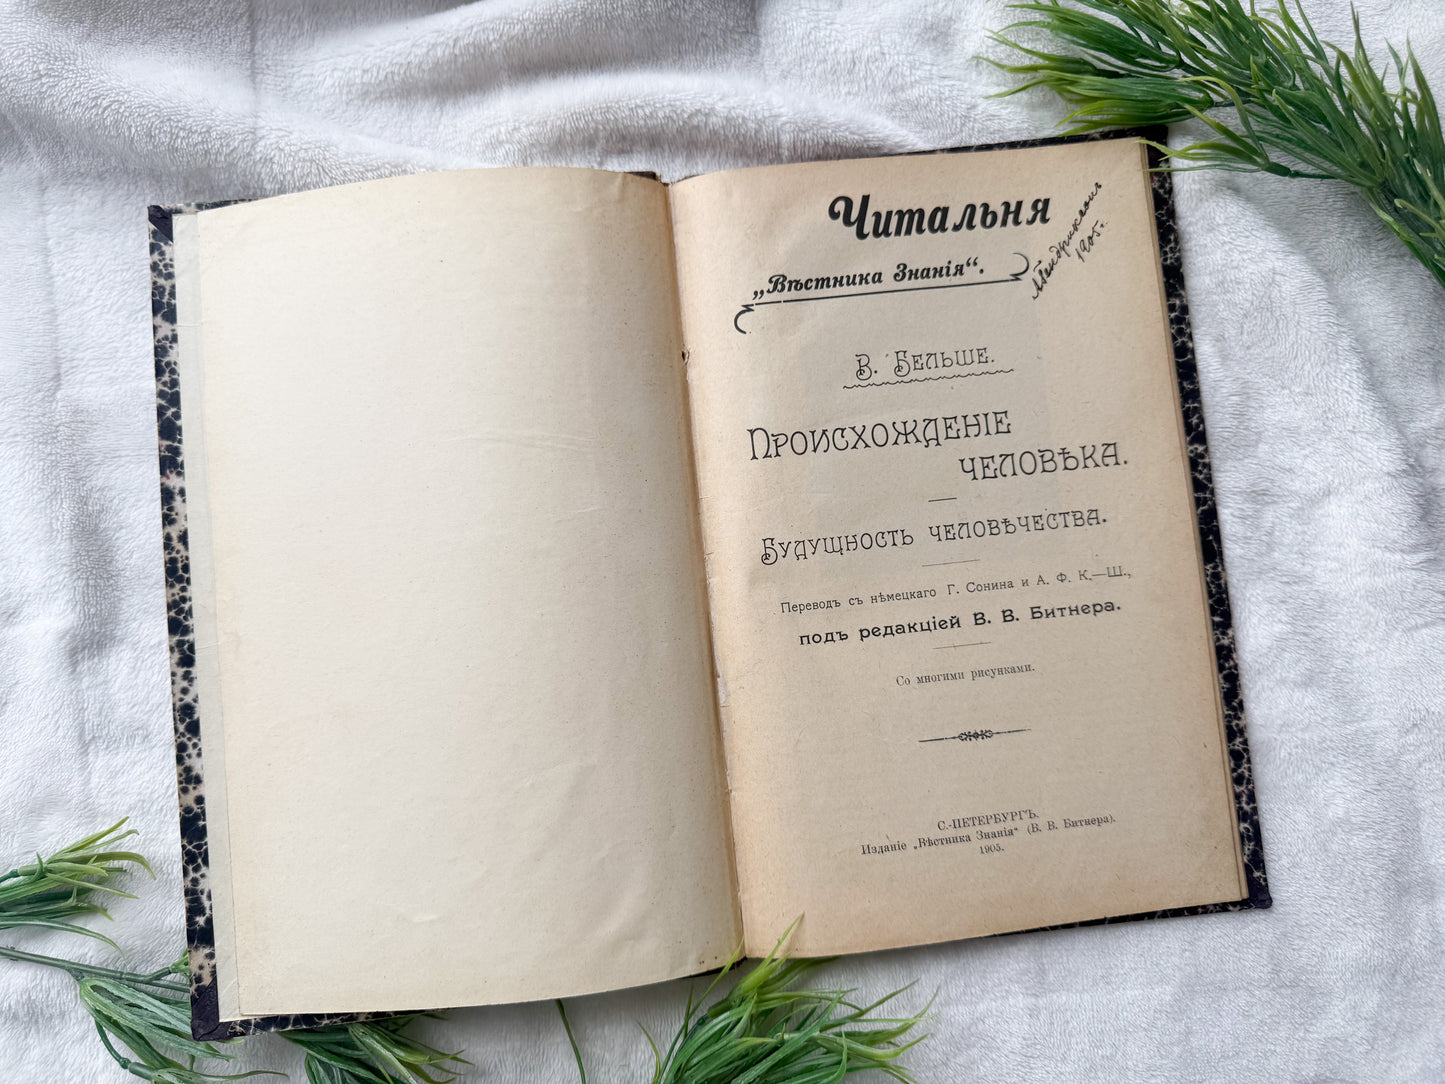 Читальня
„Вѣстника Знанія“.
1905 г.
В. Бельше.
Происхожденіе
человѣка.
Будущность человѣчества.
Переводъ съ нѣмецкаго Г. Сонина и А. Ф. К.—Ш.,
подъ редакціей В. В. Битнера.
Со многими рисунками.
С.-ПЕТЕРБУРГЪ.
Изданіе „Вѣстника Знанія“ (В. В. Битнера).
1905.